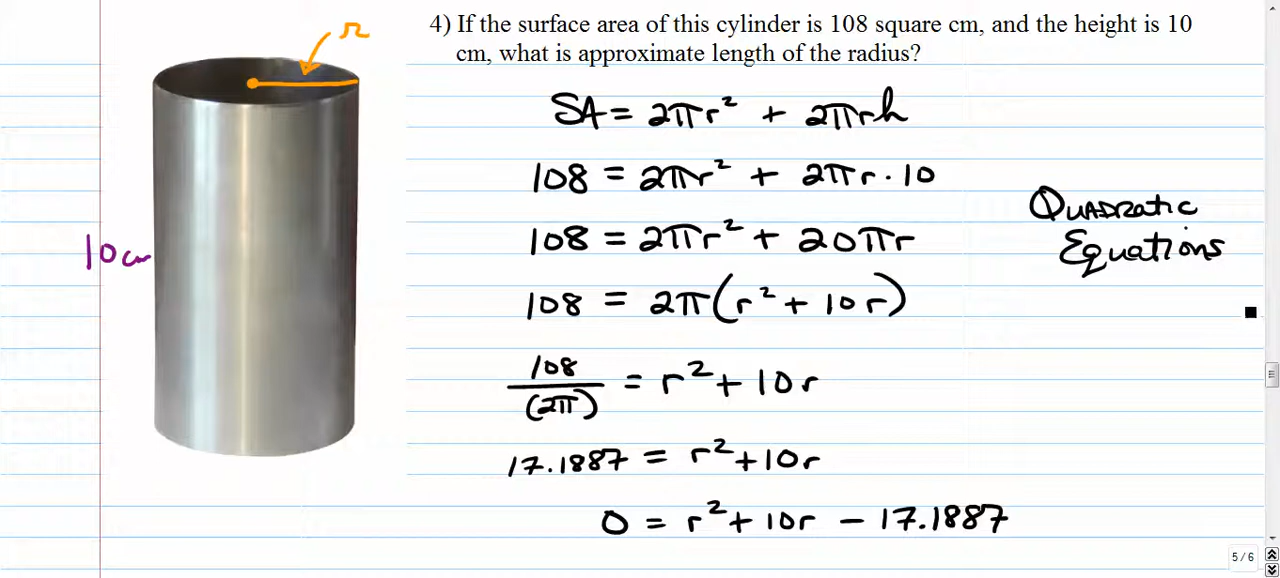 4) If the surface area of this cylinder is 108 square cm, and the height is 10
cm, what is approximate length of the radius?
r
10cm
SA = 2πr² + 2πrh
108 = 2πr² + 2πr · 10
108 = 2πr² + 20πr
108 = 2π(r² + 10r)
108/(2π) = r² + 10r
17.1887 = r² + 10r
0 = r² + 10r − 17.1887
Quadratic
Equations
5/6